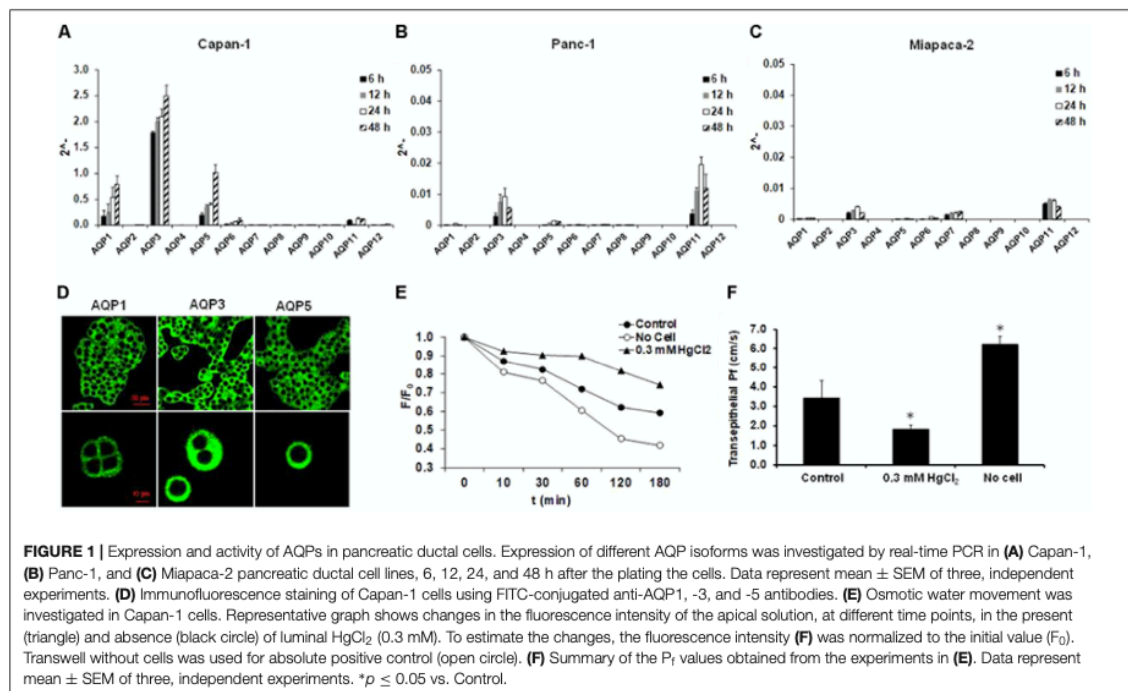 A
Capan-1
B
Panc-1
C
Miapaca-2
3.0
2.5
2.0
1.5
1.0
0.5
0.0
2^-
6 h
12 h
24 h
48 h
AQP1
AQP2
AQP3
AQP4
AQP5
AQP6
AQP7
AQP8
AQP9
AQP10
AQP11
AQP12
0.05
0.04
0.03
0.02
0.01
0
2^-
6 h
12 h
24 h
48 h
AQP1
AQP2
AQP3
AQP4
AQP5
AQP6
AQP7
AQP8
AQP9
AQP10
AQP11
AQP12
0.05
0.04
0.03
0.02
0.01
0
2^-
6 h
12 h
24 h
48 h
AQP1
AQP2
AQP3
AQP4
AQP5
AQP6
AQP7
AQP8
AQP9
AQP10
AQP11
AQP12
D
AQP1
AQP3
AQP5
E
1.0
0.9
0.8
0.7
0.6
0.5
0.4
0.3
F/F0
Control
No Cell
0.3 mM HgCl2
0
10
30
60
120
180
t (min)
F
7.0
6.0
5.0
4.0
3.0
2.0
1.0
0.0
Transepithelial Pf (cm/s)
*
*
Control
0.3 mM HgCl2
No cell
FIGURE 1 | Expression and activity of AQPs in pancreatic ductal cells. Expression of different AQP isoforms was investigated by real-time PCR in (A) Capan-1,
(B) Panc-1, and (C) Miapaca-2 pancreatic ductal cell lines, 6, 12, 24, and 48 h after the plating the cells. Data represent mean ± SEM of three, independent
experiments. (D) Immunofluorescence staining of Capan-1 cells using FITC-conjugated anti-AQP1, -3, and -5 antibodies. (E) Osmotic water movement was
investigated in Capan-1 cells. Representative graph shows changes in the fluorescence intensity of the apical solution, at different time points, in the present
(triangle) and absence (black circle) of luminal HgCl2 (0.3 mM). To estimate the changes, the fluorescence intensity (F) was normalized to the initial value (F0).
Transwell without cells was used for absolute positive control (open circle). (F) Summary of the Pf values obtained from the experiments in (E). Data represent
mean ± SEM of three, independent experiments. *p ≤ 0.05 vs. Control.